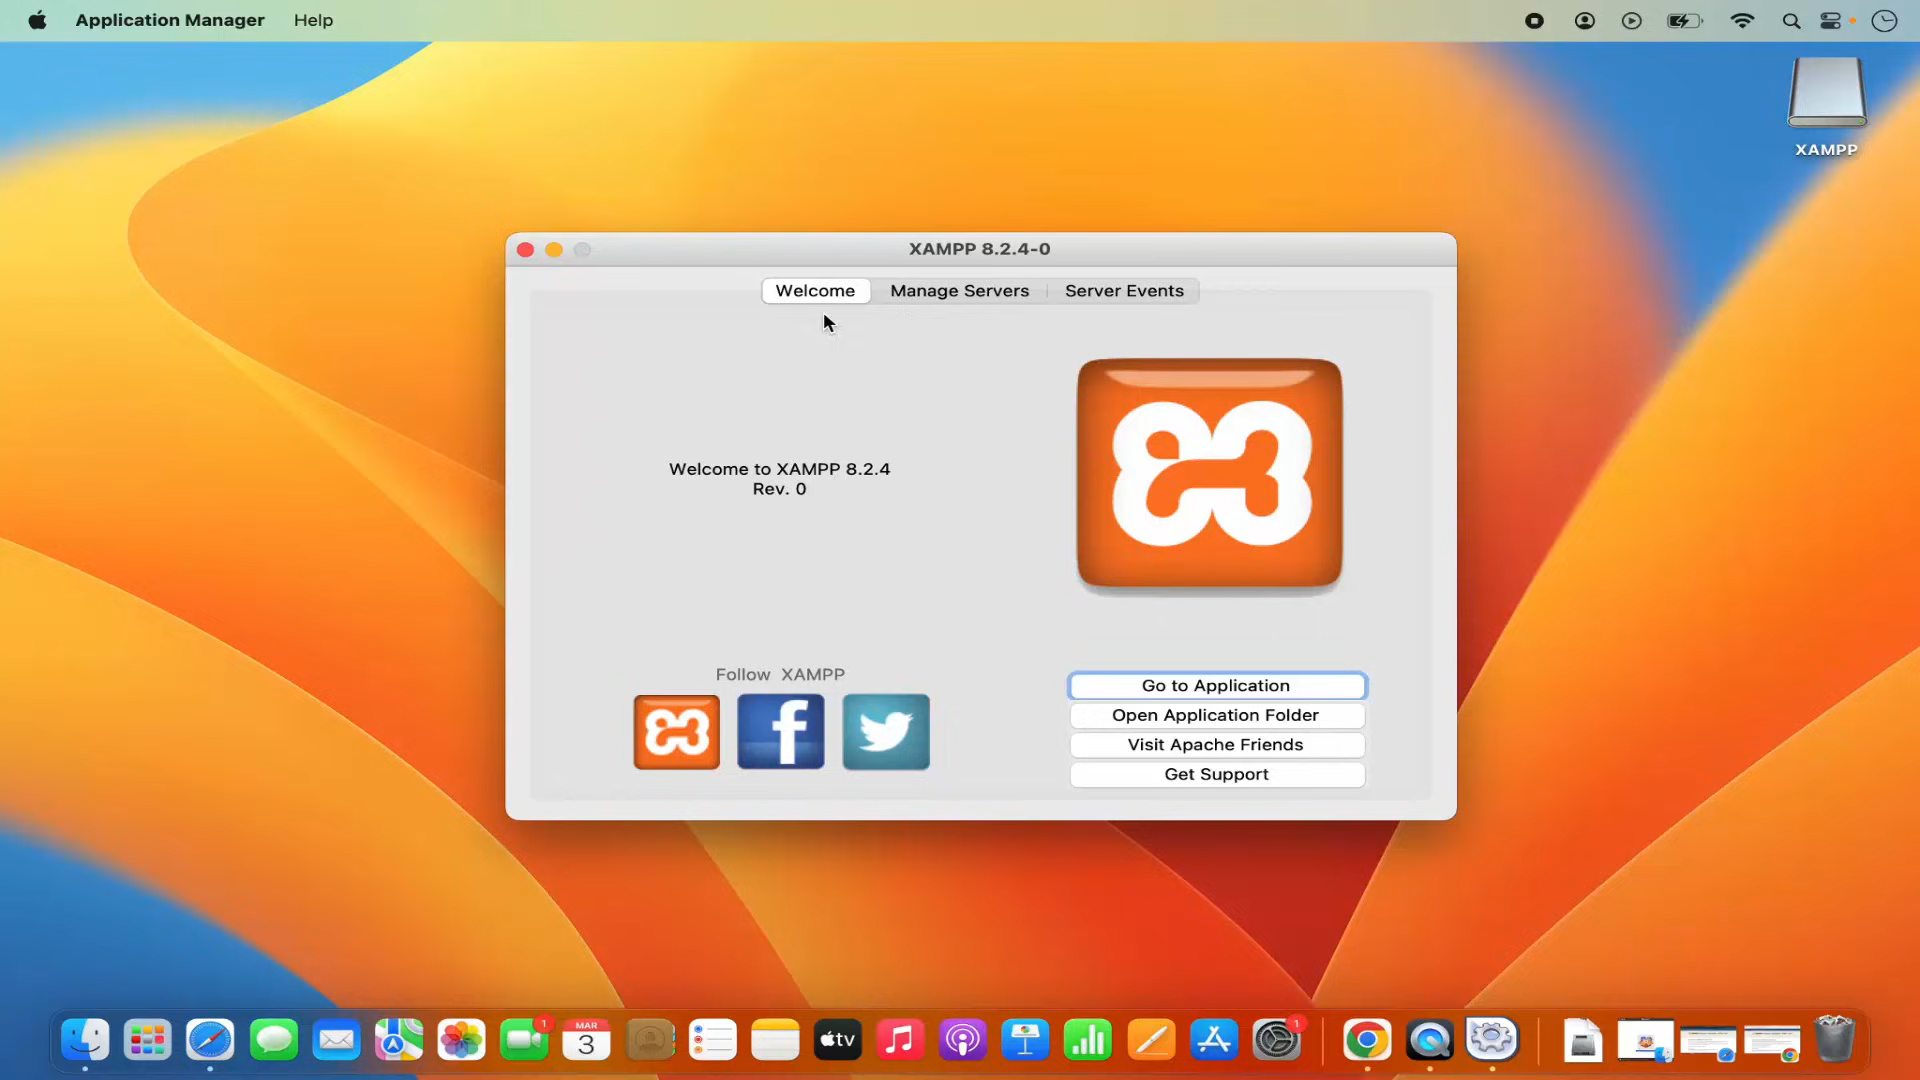 Application Manager Help
XAMPP
XAMPP 8.2.4-0
Welcome Manage Servers Server Events
Welcome to XAMPP 8.2.4
Rev. 0
Follow XAMPP
Go to Application
Open Application Folder
Visit Apache Friends
Get Support
1
MAR
3
tv
1